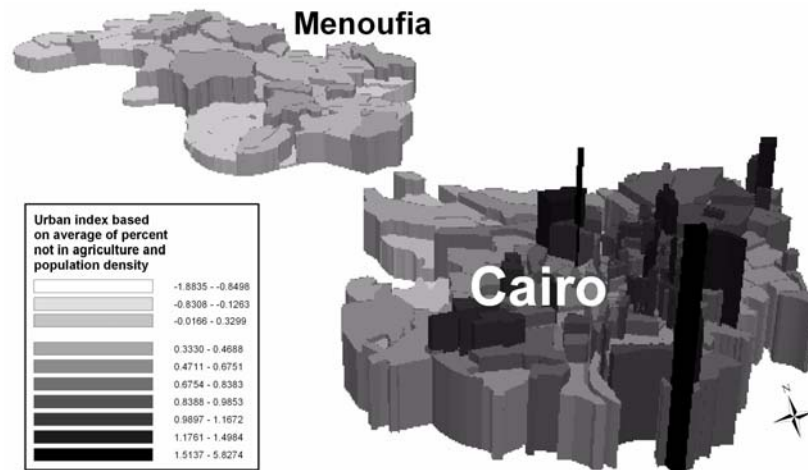 Menoufia
Cairo
Urban index based
on average of percent
not in agriculture and
population density
-1.8835 - -0.8498
-0.8308 - -0.1263
-0.0166 - 0.3299
0.3330 - 0.4688
0.4711 - 0.6751
0.6754 - 0.8383
0.8388 - 0.9853
0.9897 - 1.1672
1.1761 - 1.4984
1.5137 - 5.8274
N